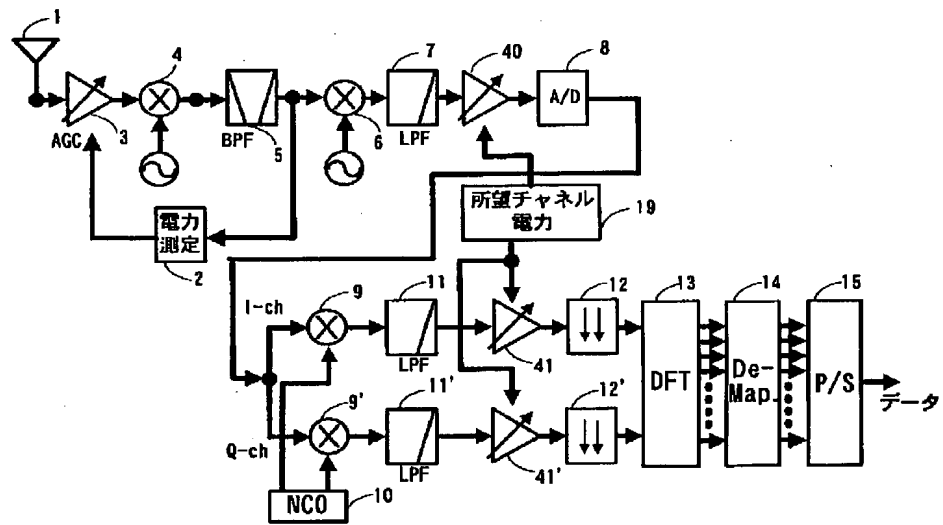 1
4
7
40
8
A/D
AGC
3
BPF
5
6
LPF
電力
測定
2
所望チャネル
電力
19
I-ch
9
11
12
13
14
15
LPF
41
DFT
De-
Map.
P/S
データ
9'
11'
12'
Q-ch
LPF
41'
NCO
10